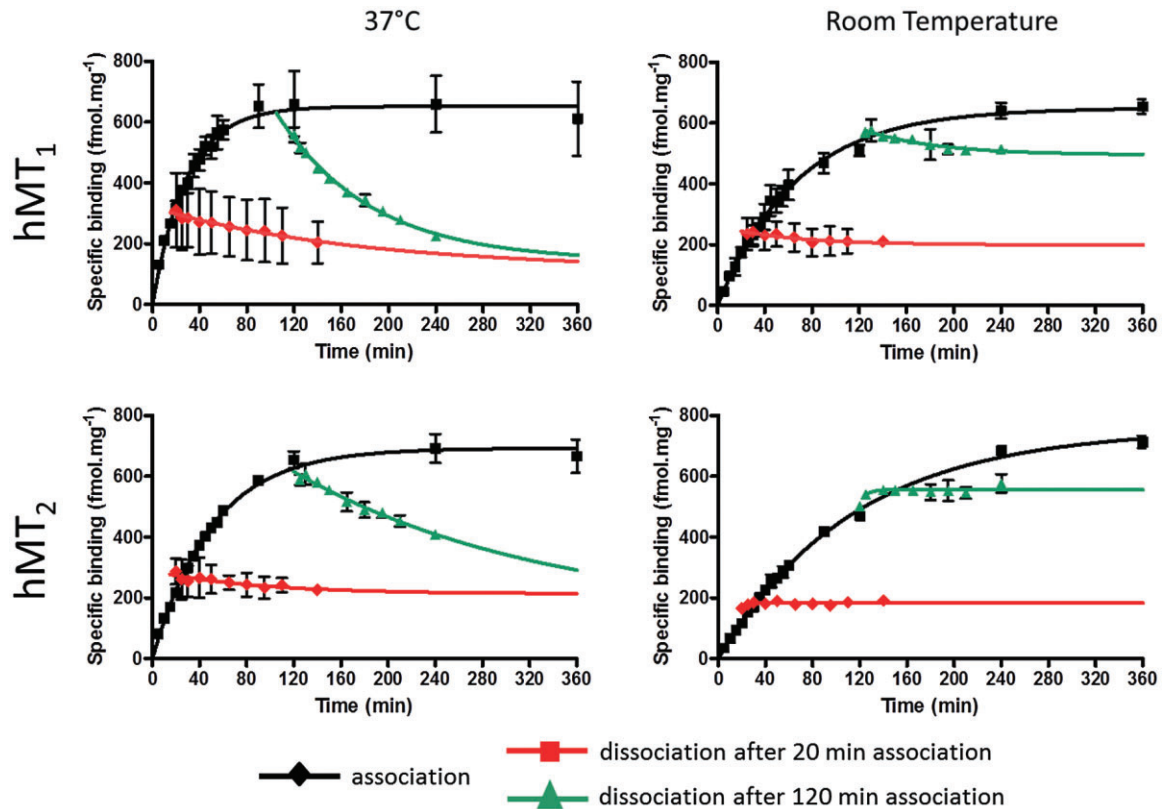 37°C
Room Temperature
hMT1
Specific binding (fmol.mg-1)
800
600
400
200
0
0 40 80 120 160 200 240 280 320 360
Time (min)
Specific binding (fmol.mg-1)
800
600
400
200
0
0 40 80 120 160 200 240 280 320 360
Time (min)
hMT2
Specific binding (fmol.mg-1)
800
600
400
200
0
0 40 80 120 160 200 240 280 320 360
Time (min)
Specific binding (fmol.mg-1)
800
600
400
200
0
0 40 80 120 160 200 240 280 320 360
Time (min)
association
dissociation after 20 min association
dissociation after 120 min association